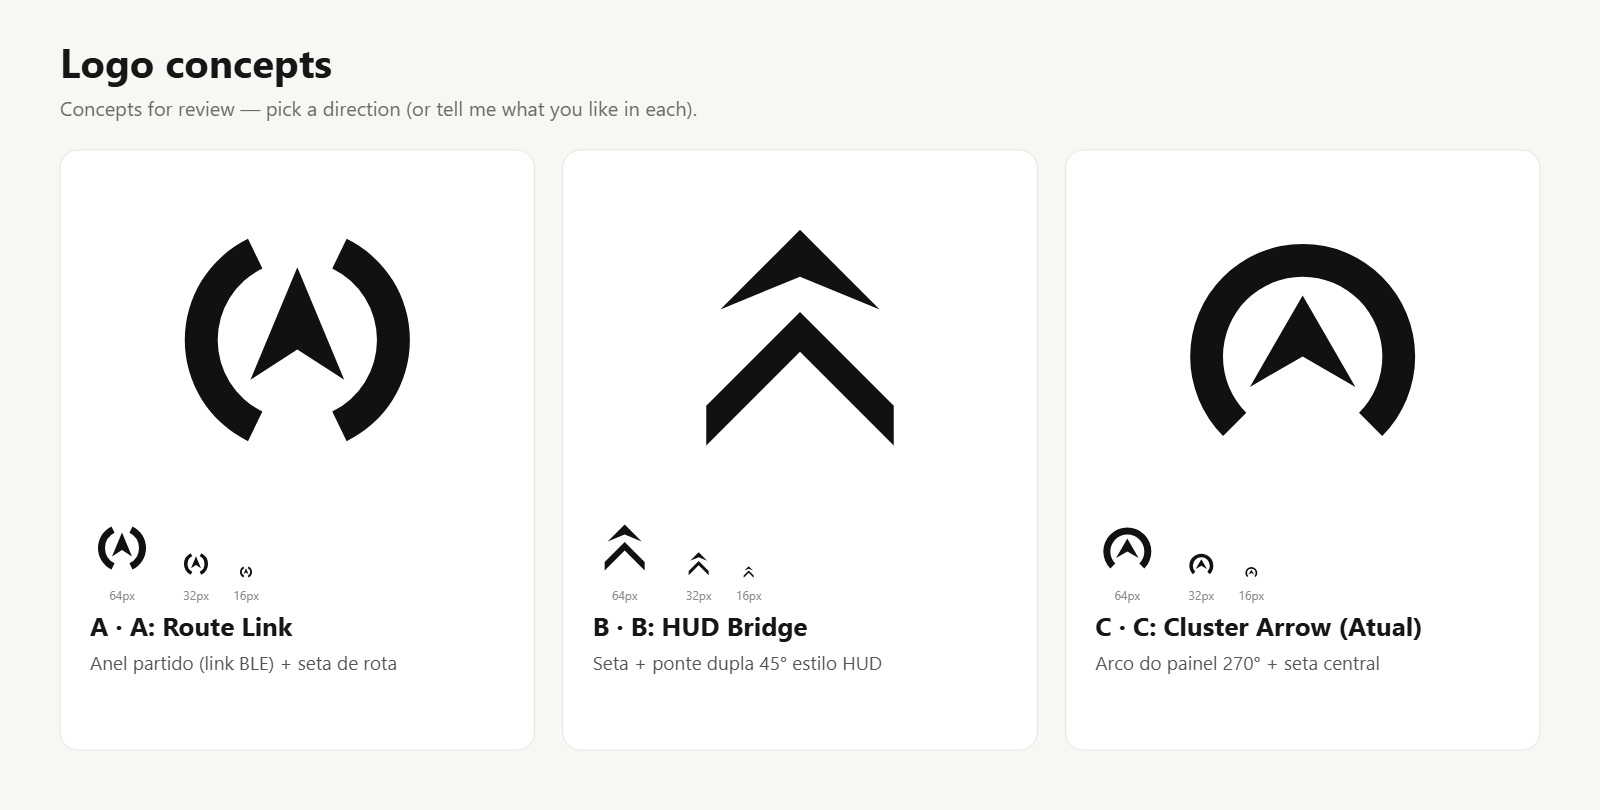 Logo concepts
Concepts for review — pick a direction (or tell me what you like in each).
64px 32px 16px
A · A: Route Link
Anel partido (link BLE) + seta de rota
64px 32px 16px
B · B: HUD Bridge
Seta + ponte dupla 45° estilo HUD
64px 32px 16px
C · C: Cluster Arrow (Atual)
Arco do painel 270° + seta central